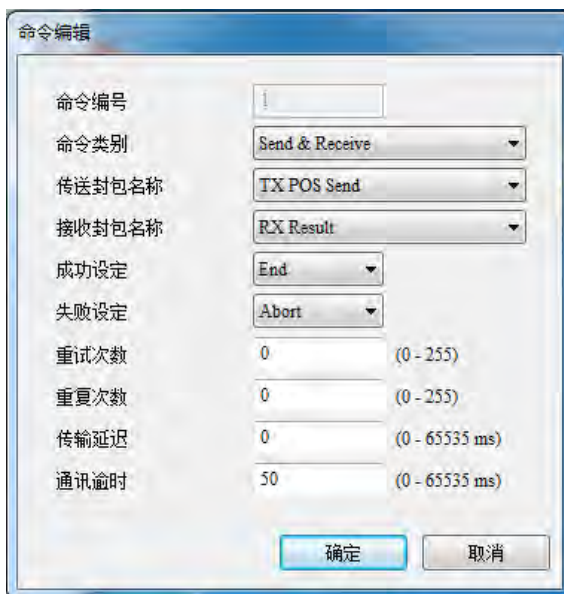 命令编辑
命令编号 1
命令类别 Send & Receive
传送封包名称 TX POS Send
接收封包名称 RX Result
成功设定 End
失败设定 Abort
重试次数 0 (0 - 255)
重复次数 0 (0 - 255)
传输延迟 0 (0 - 65535 ms)
通讯逾时 50 (0 - 65535 ms)
确定 取消